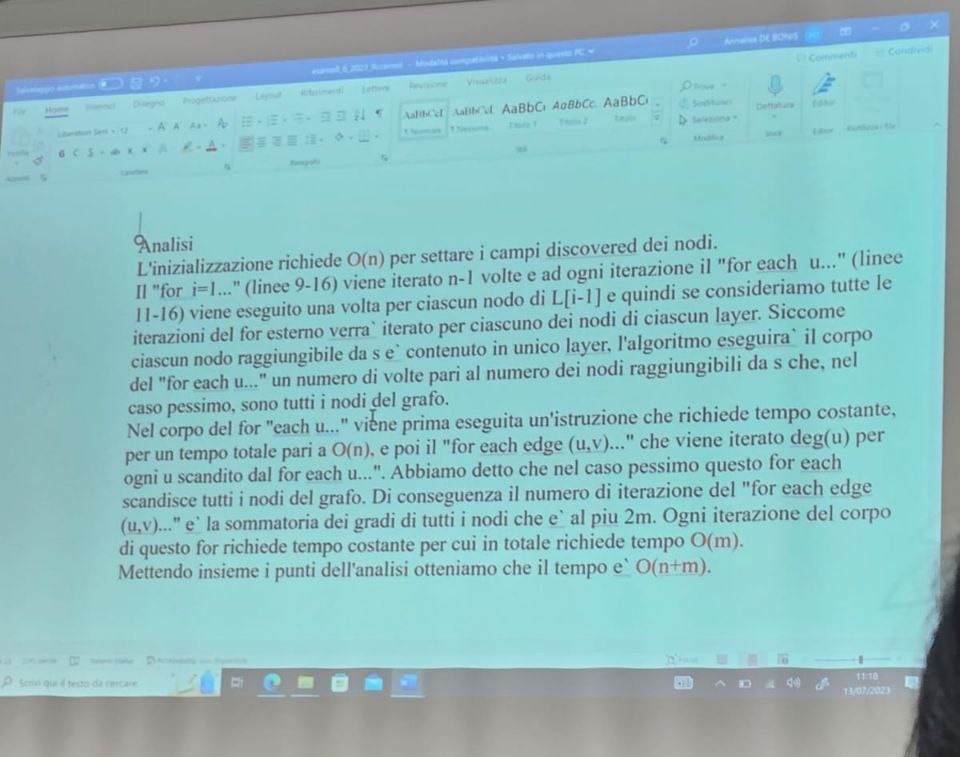 Salvataggio automatico
esonsoII_6_2023_Rccorso2 - Modalità compatibilità • Salvato in questo PC
Annalisa DE BONIS
File Home Inserisci Disegno Progettazione Layout Riferimenti Lettere Revisione Visualizza Guida
Commenti Condividi
Liberation Seri 12
AaBbCcI AaBbCcI AaBbC AaBbCc. AaBbC
Normale Nessuna... Titolo 1 Titolo 2 Titolo
Trova
Sostituisci
Seleziona
Dettatura
Editor
Appunti Carattere Paragrafo Stili Modifica Voce Editor
Analisi
L'inizializzazione richiede O(n) per settare i campi discovered dei nodi.
Il "for i=1..." (linee 9-16) viene iterato n-1 volte e ad ogni iterazione il "for each u..." (linee
11-16) viene eseguito una volta per ciascun nodo di L[i-1] e quindi se consideriamo tutte le
iterazioni del for esterno verra` iterato per ciascuno dei nodi di ciascun layer. Siccome
ciascun nodo raggiungibile da s e` contenuto in unico layer, l'algoritmo eseguira` il corpo
del "for each u..." un numero di volte pari al numero dei nodi raggiungibili da s che, nel
caso pessimo, sono tutti i nodi del grafo.
Nel corpo del for "each u..." viene prima eseguita un'istruzione che richiede tempo costante,
per un tempo totale pari a O(n), e poi il "for each edge (u,v)..." che viene iterato deg(u) per
ogni u scandito dal for each u...". Abbiamo detto che nel caso pessimo questo for each
scandisce tutti i nodi del grafo. Di conseguenza il numero di iterazione del "for each edge
(u,v)..." e` la sommatoria dei gradi di tutti i nodi che e` al piu 2m. Ogni iterazione del corpo
di questo for richiede tempo costante per cui in totale richiede tempo O(m).
Mettendo insieme i punti dell'analisi otteniamo che il tempo e` O(n+m).
Scrivi qui il testo da cercare
11:18
13/07/2023